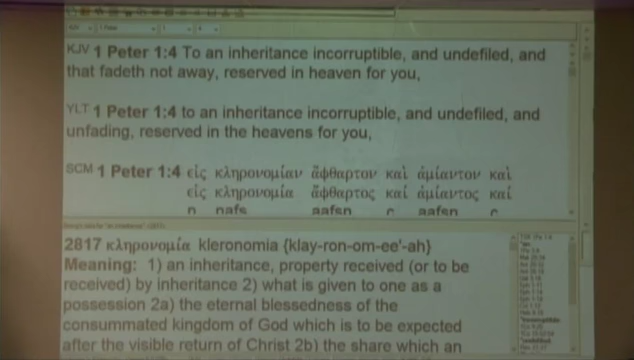 KJV 1 Peter 1:4 To an inheritance incorruptible, and undefiled, and
that fadeth not away, reserved in heaven for you,
YLT 1 Peter 1:4 to an inheritance incorruptible, and undefiled, and
unfading, reserved in the heavens for you,
SCM 1 Peter 1:4 εἰς κληρονομίαν ἄφθαρτον καὶ ἀμίαντον καὶ
εἰς κληρονομία ἄφθαρτος καί ἀμίαντος καί
n nafs aafsn c aafsn c
2817 κληρονομία kleronomia {klay-ron-om-ee'-ah}
Meaning: 1) an inheritance, property received (or to be
received) by inheritance 2) what is given to one as a
possession 2a) the eternal blessedness of the
consummated kingdom of God which is to be expected
after the visible return of Christ 2b) the share which an